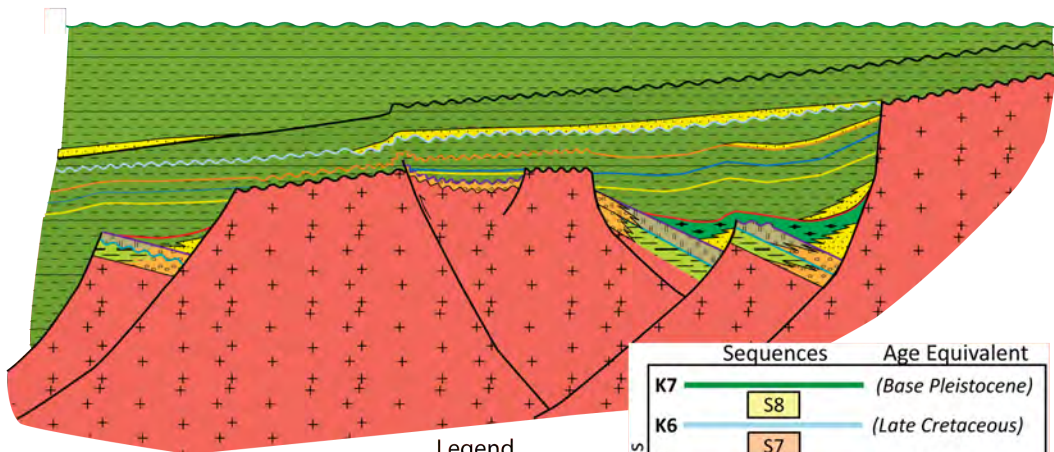 Sequences Age Equivalent
K7 (Base Pleistocene)
S8
K6 (Late Cretaceous)
S7
Legend